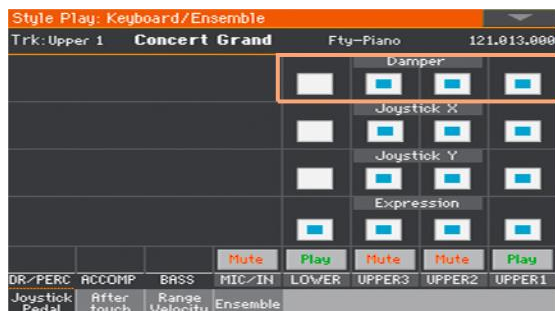 Style Play: Keyboard/Ensemble
Trk:Upper 1 Concert Grand Fty-Piano 121.013.000
Damper
Joystick X
Joystick Y
Expression
Mute Play Mute Mute Play
DR/PERC ACCOMP BASS MIC/IN LOWER UPPER3 UPPER2 UPPER1
Joystick Pedal After touch Range Velocity Ensemble